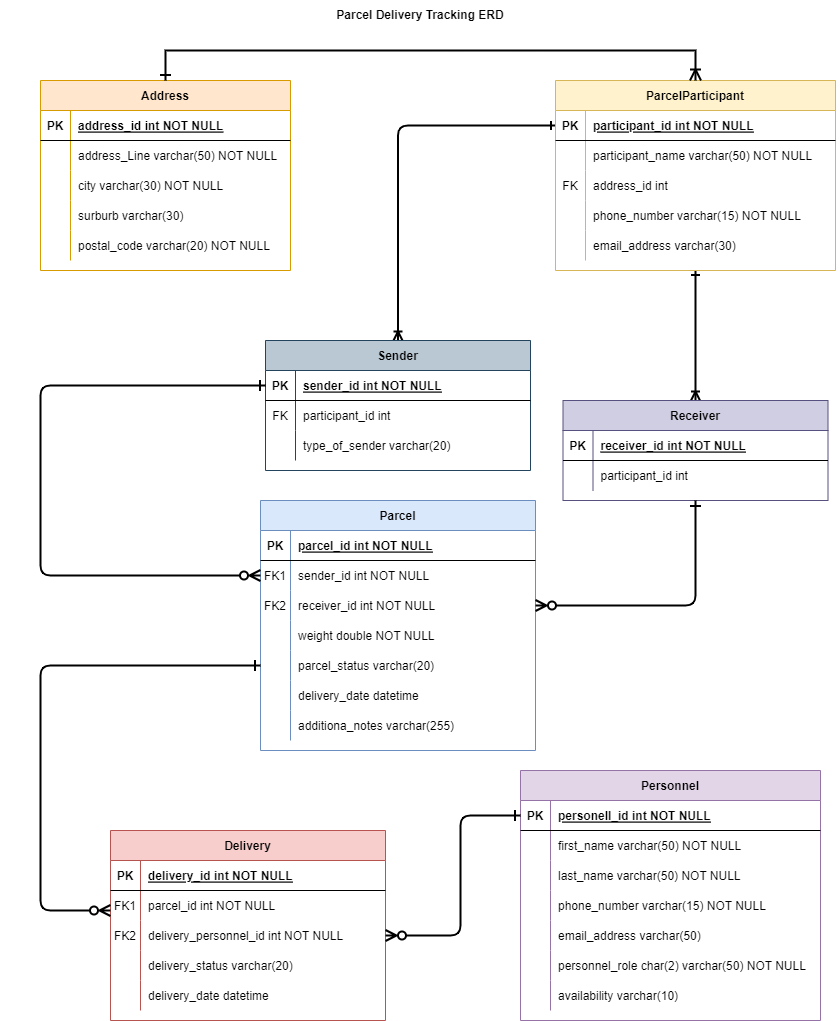 Parcel Delivery Tracking ERD
Address
PK address_id int NOT NULL
address_Line varchar(50) NOT NULL
city varchar(30) NOT NULL
surburb varchar(30)
postal_code varchar(20) NOT NULL
ParcelParticipant
PK participant_id int NOT NULL
participant_name varchar(50) NOT NULL
FK address_id int
phone_number varchar(15) NOT NULL
email_address varchar(30)
Sender
PK sender_id int NOT NULL
FK participant_id int
type_of_sender varchar(20)
Receiver
PK receiver_id int NOT NULL
participant_id int
Parcel
PK parcel_id int NOT NULL
FK1 sender_id int NOT NULL
FK2 receiver_id int NOT NULL
weight double NOT NULL
parcel_status varchar(20)
delivery_date datetime
additiona_notes varchar(255)
Personnel
PK personell_id int NOT NULL
first_name varchar(50) NOT NULL
last_name varchar(50) NOT NULL
phone_number varchar(15) NOT NULL
email_address varchar(50)
personnel_role char(2) varchar(50) NOT NULL
availability varchar(10)
Delivery
PK delivery_id int NOT NULL
FK1 parcel_id int NOT NULL
FK2 delivery_personnel_id int NOT NULL
delivery_status varchar(20)
delivery_date datetime